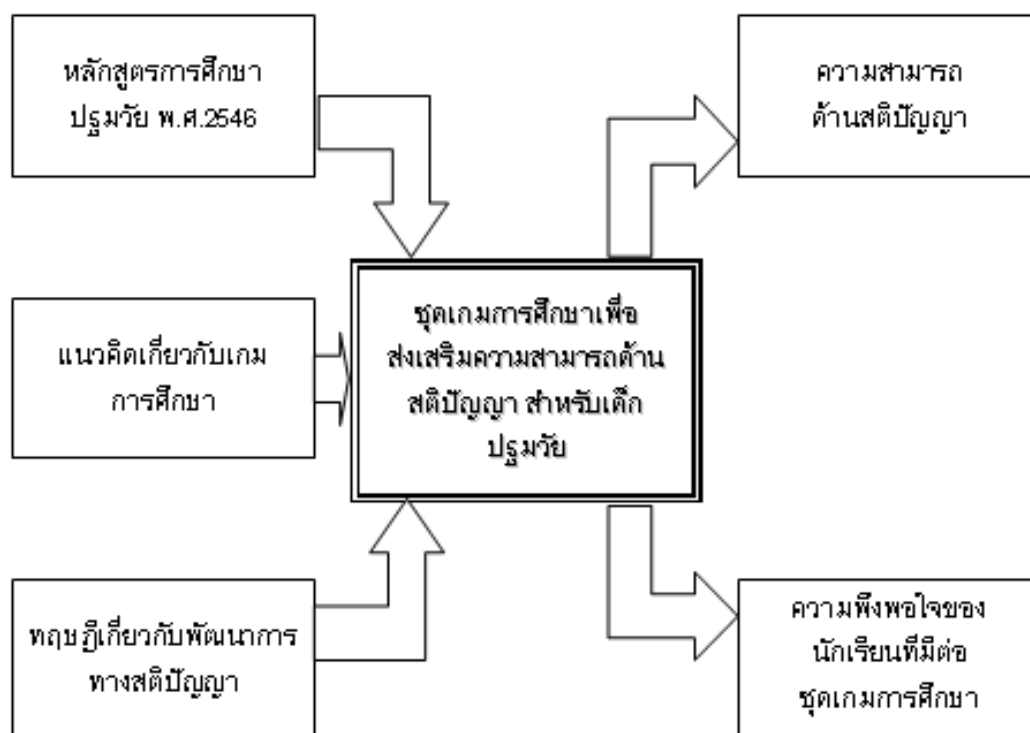 หลักสูตรการศึกษา
ปฐมวัย พ.ศ.2546
แนวคิดเกี่ยวกับเกม
การศึกษา
ทฤษฎีเกี่ยวกับพัฒนาการ
ทางสติปัญญา
ชุดเกมการศึกษาเพื่อ
ส่งเสริมความสามารถด้าน
สติปัญญา สำหรับเด็ก
ปฐมวัย
ความสามารถ
ด้านสติปัญญา
ความพึงพอใจของ
นักเรียนที่มีต่อ
ชุดเกมการศึกษา